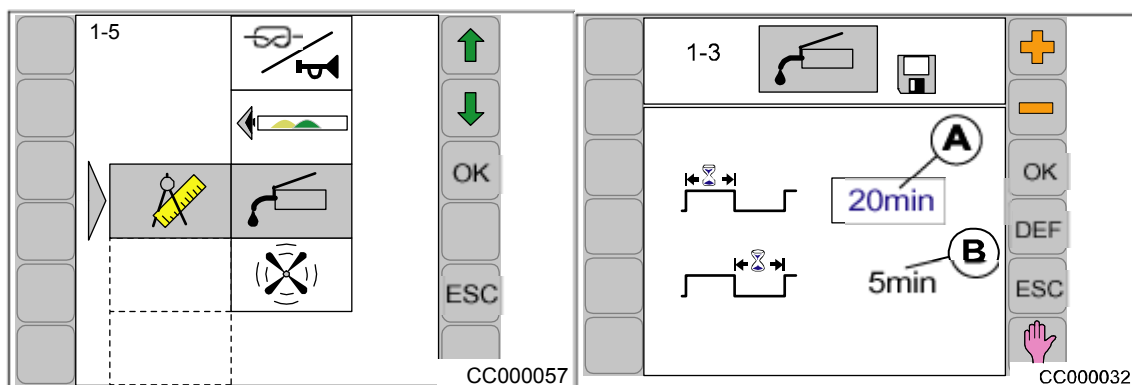 1-5
OK
ESC
CC000057
1-3
A
20min
OK
DEF
B
5min
ESC
CC000032